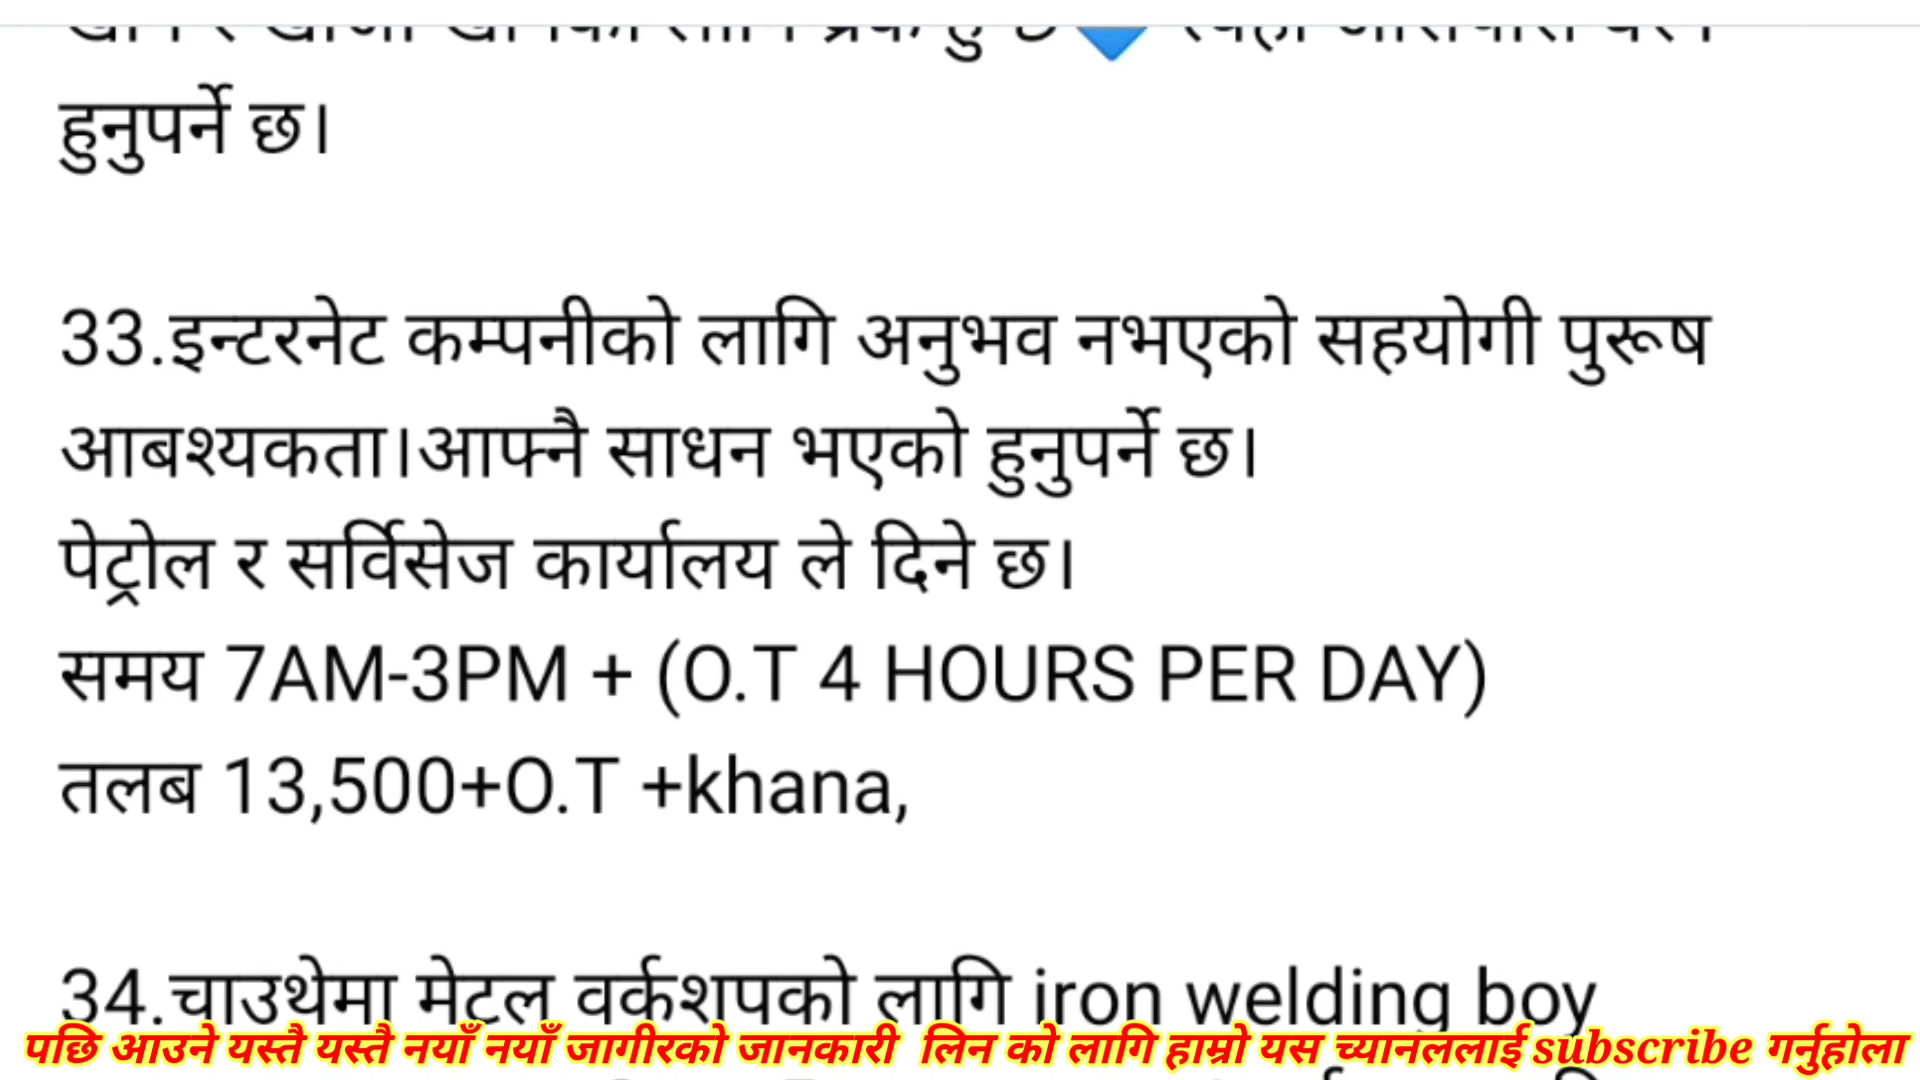 हुनुपर्ने छ।
33.इन्टरनेट कम्पनीको लागि अनुभव नभएको सहयोगी पुरूष
आबश्यकता।आफ्नै साधन भएको हुनुपर्ने छ।
पेट्रोल र सर्विसेज कार्यालय ले दिने छ।
समय 7AM-3PM + (O.T 4 HOURS PER DAY)
तलब 13,500+O.T +khana,
34.चाउथेमा मेटल वर्कशपको लागि iron welding boy
पछि आउने यस्तै यस्तै नयाँ नयाँ जागीरको जानकारी लिन को लागि हाम्रो यस च्यानललाई subscribe गर्नुहोला